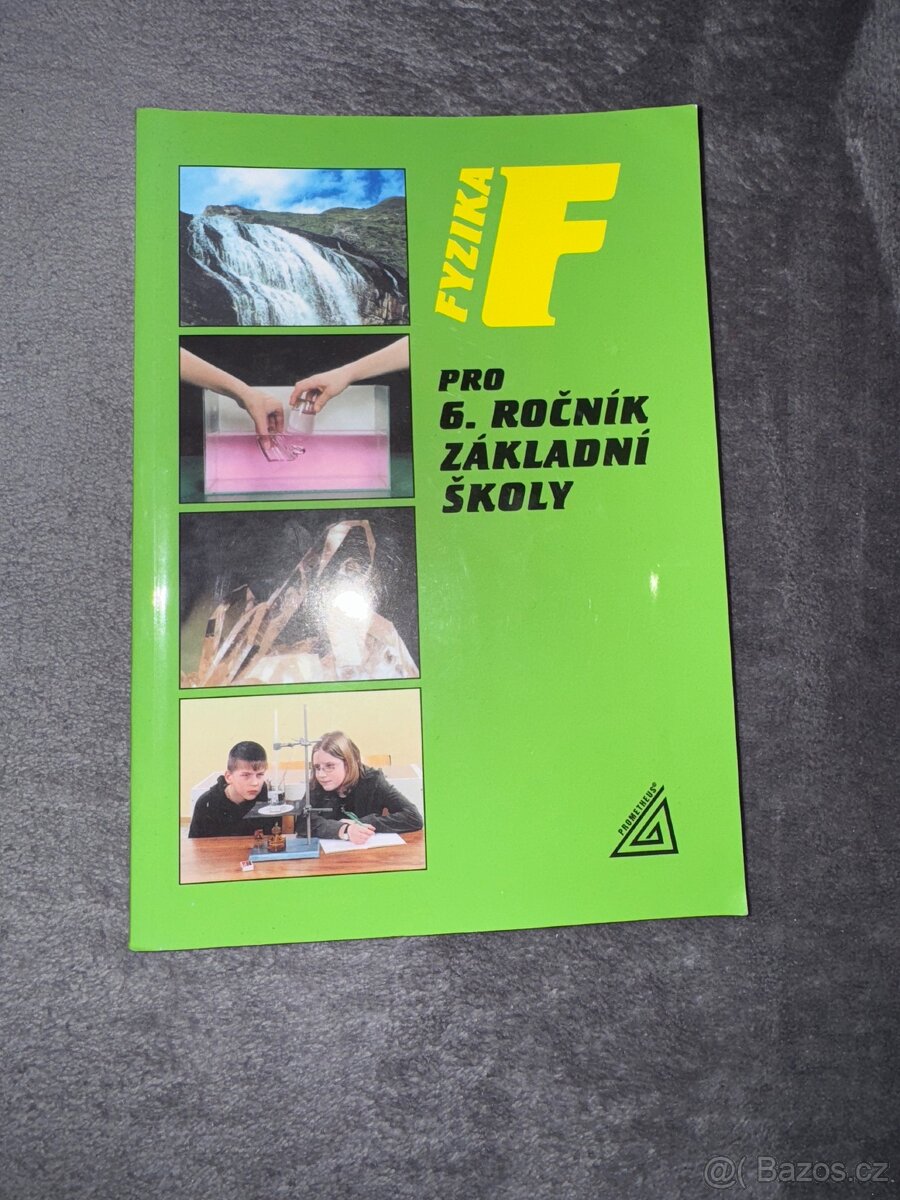 FYZIKA
F
PRO
6. ROČNÍK
ZÁKLADNÍ
ŠKOLY
PROMETHEUS®
@( Bazos.cz